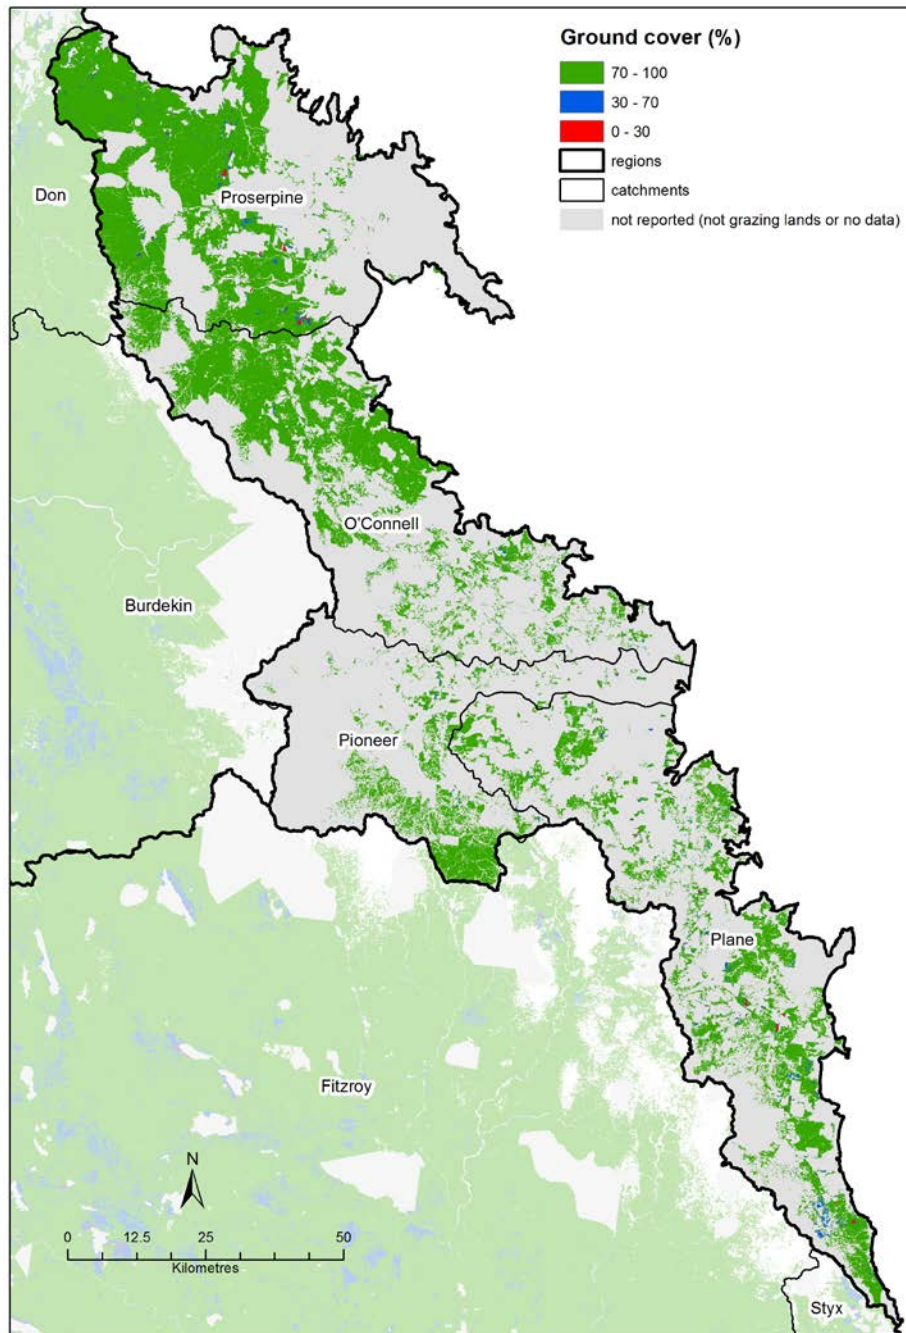 Ground cover (%)
70 - 100
30 - 70
0 - 30
regions
catchments
not reported (not grazing lands or no data)
Don
Proserpine
O'Connell
Burdekin
Pioneer
Plane
Fitzroy
N
0 12.5 25 50
Kilometres
Styx